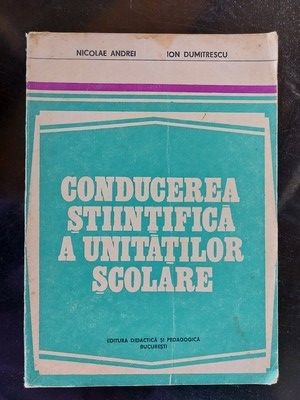 NICOLAE ANDREI ION DUMITRESCU
CONDUCEREA
ȘTIINȚIFICĂ
A UNITĂȚILOR
ȘCOLARE
EDITURA DIDACTICĂ ȘI PEDAGOGICĂ
BUCUREȘTI